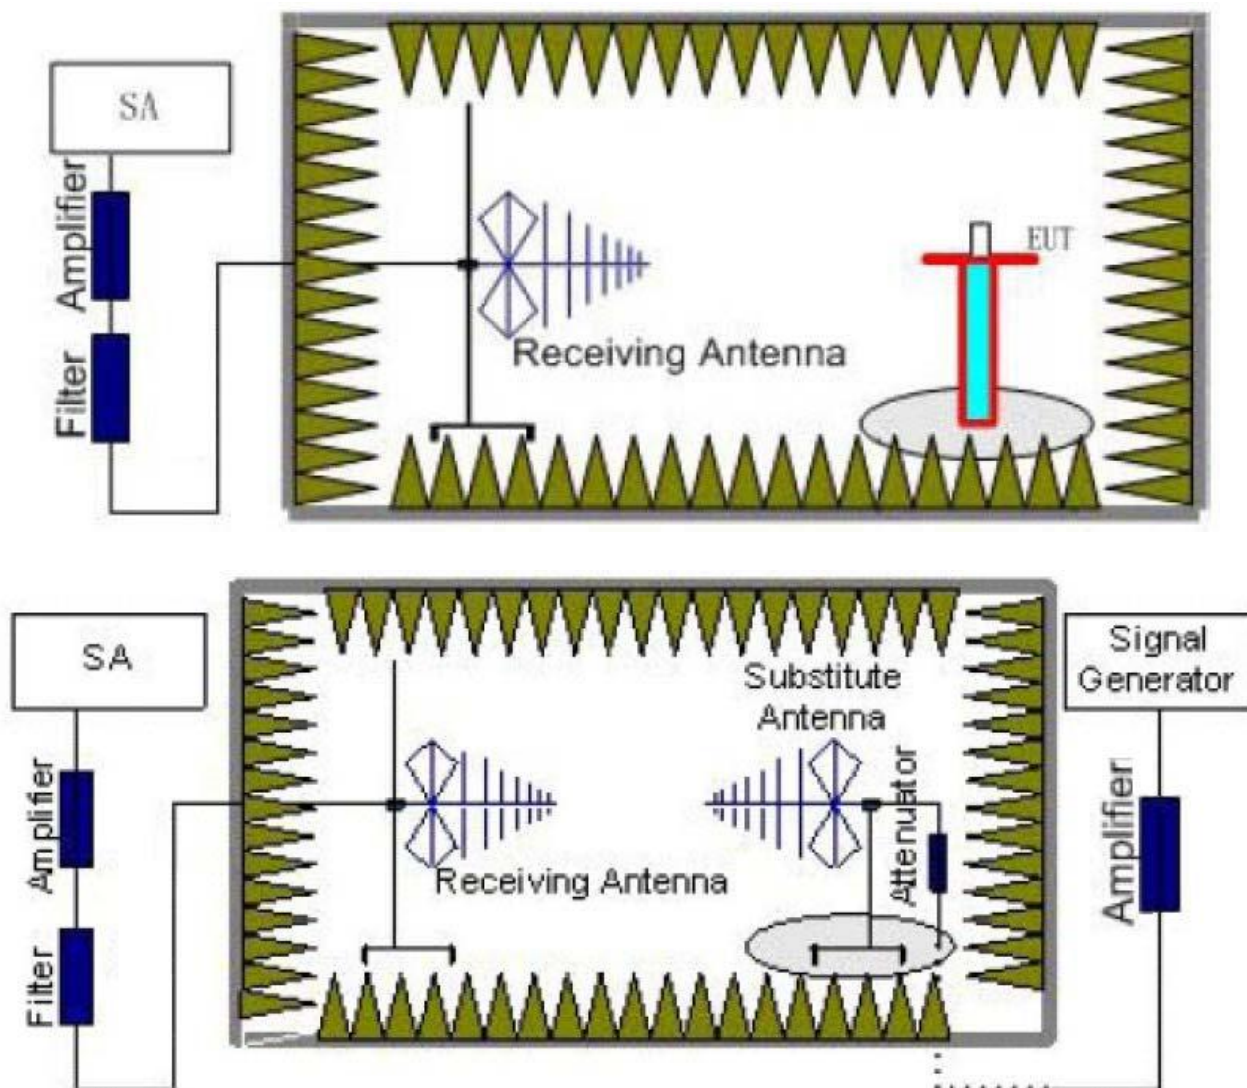 SA
Amplifier
Filter
EUT
Receiving Antenna
SA
Amplifier
Filter
Substitute
Antenna
Attenuator
Receiving Antenna
Signal
Generator
Amplifier